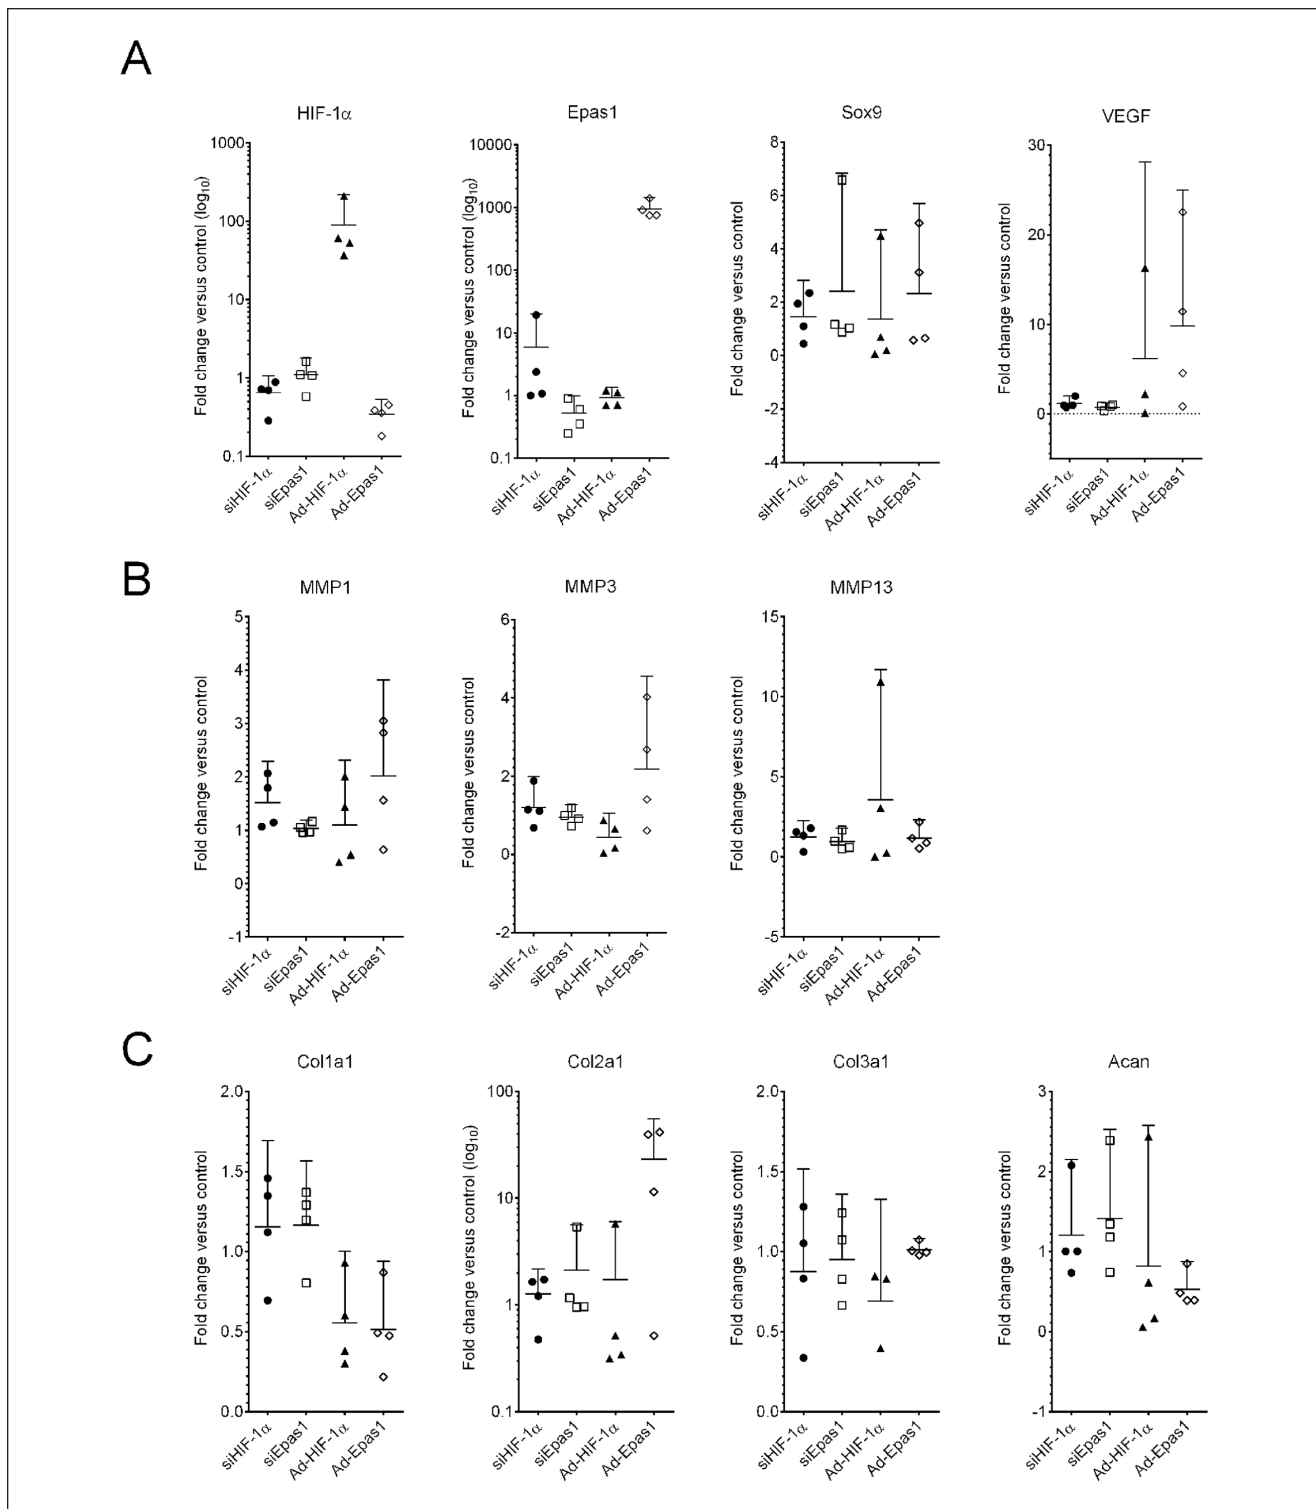 A
HIF-1α
Epas1
Sox9
VEGF
Fold change versus control (log10)
1000
100
10
1
0.1
siHIF-1α
siEpas1
Ad-HIF-1α
Ad-Epas1
Fold change versus control (log10)
10000
1000
100
10
1
0.1
siHIF-1α
siEpas1
Ad-HIF-1α
Ad-Epas1
Fold change versus control
8
6
4
2
0
-2
-4
siHIF-1α
siEpas1
Ad-HIF-1α
Ad-Epas1
Fold change versus control
30
20
10
0
siHIF-1α
siEpas1
Ad-HIF-1α
Ad-Epas1
B
MMP1
MMP3
MMP13
Fold change versus control
5
4
3
2
1
0
-1
siHIF-1α
siEpas1
Ad-HIF-1α
Ad-Epas1
Fold change versus control
6
4
2
0
-2
siHIF-1α
siEpas1
Ad-HIF-1α
Ad-Epas1
Fold change versus control
15
10
5
0
-5
siHIF-1α
siEpas1
Ad-HIF-1α
Ad-Epas1
C
Col1a1
Col2a1
Col3a1
Acan
Fold change versus control
2.0
1.5
1.0
0.5
0.0
siHIF-1α
siEpas1
Ad-HIF-1α
Ad-Epas1
Fold change versus control (log10)
100
10
1
0.1
siHIF-1α
siEpas1
Ad-HIF-1α
Ad-Epas1
Fold change versus control
2.0
1.5
1.0
0.5
0.0
siHIF-1α
siEpas1
Ad-HIF-1α
Ad-Epas1
Fold change versus control
3
2
1
0
-1
siHIF-1α
siEpas1
Ad-HIF-1α
Ad-Epas1